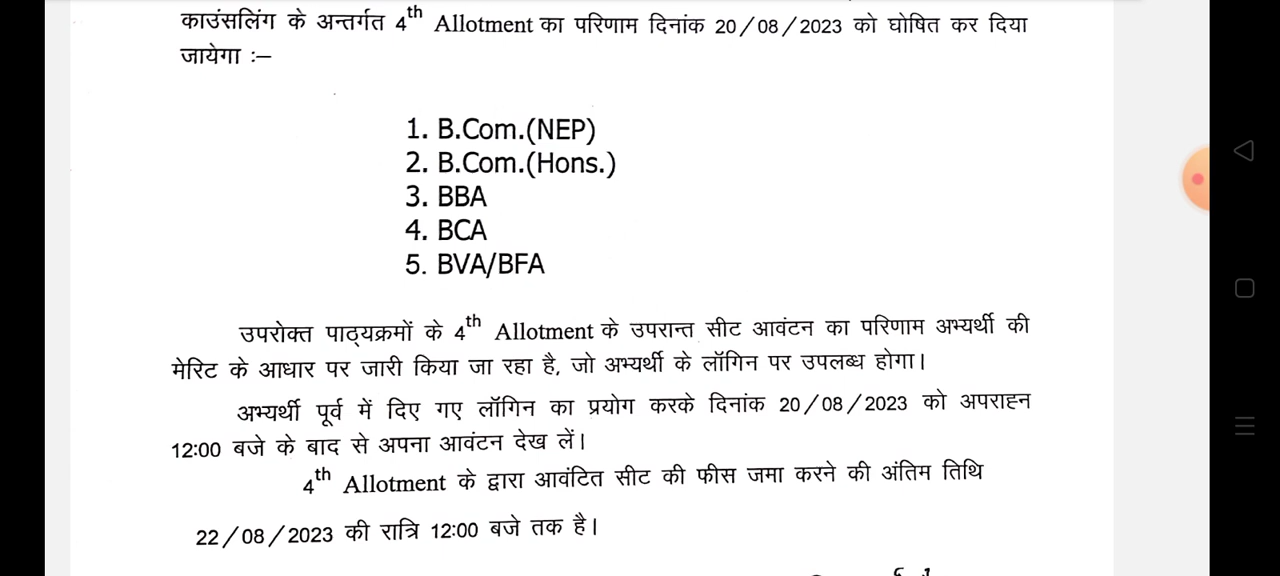 काउंसलिंग के अन्तर्गत 4th Allotment का परिणाम दिनांक 20/08/2023 को घोषित कर दिया
जायेगा :–
1. B.Com.(NEP)
2. B.Com.(Hons.)
3. BBA
4. BCA
5. BVA/BFA
उपरोक्त पाठ्यक्रमों के 4th Allotment के उपरान्त सीट आवंटन का परिणाम अभ्यर्थी की
मेरिट के आधार पर जारी किया जा रहा है, जो अभ्यर्थी के लॉगिन पर उपलब्ध होगा।
अभ्यर्थी पूर्व में दिए गए लॉगिन का प्रयोग करके दिनांक 20/08/2023 को अपराह्न
12:00 बजे के बाद से अपना आवंटन देख लें।
4th Allotment के द्वारा आवंटित सीट की फीस जमा करने की अंतिम तिथि
22/08/2023 की रात्रि 12:00 बजे तक है।